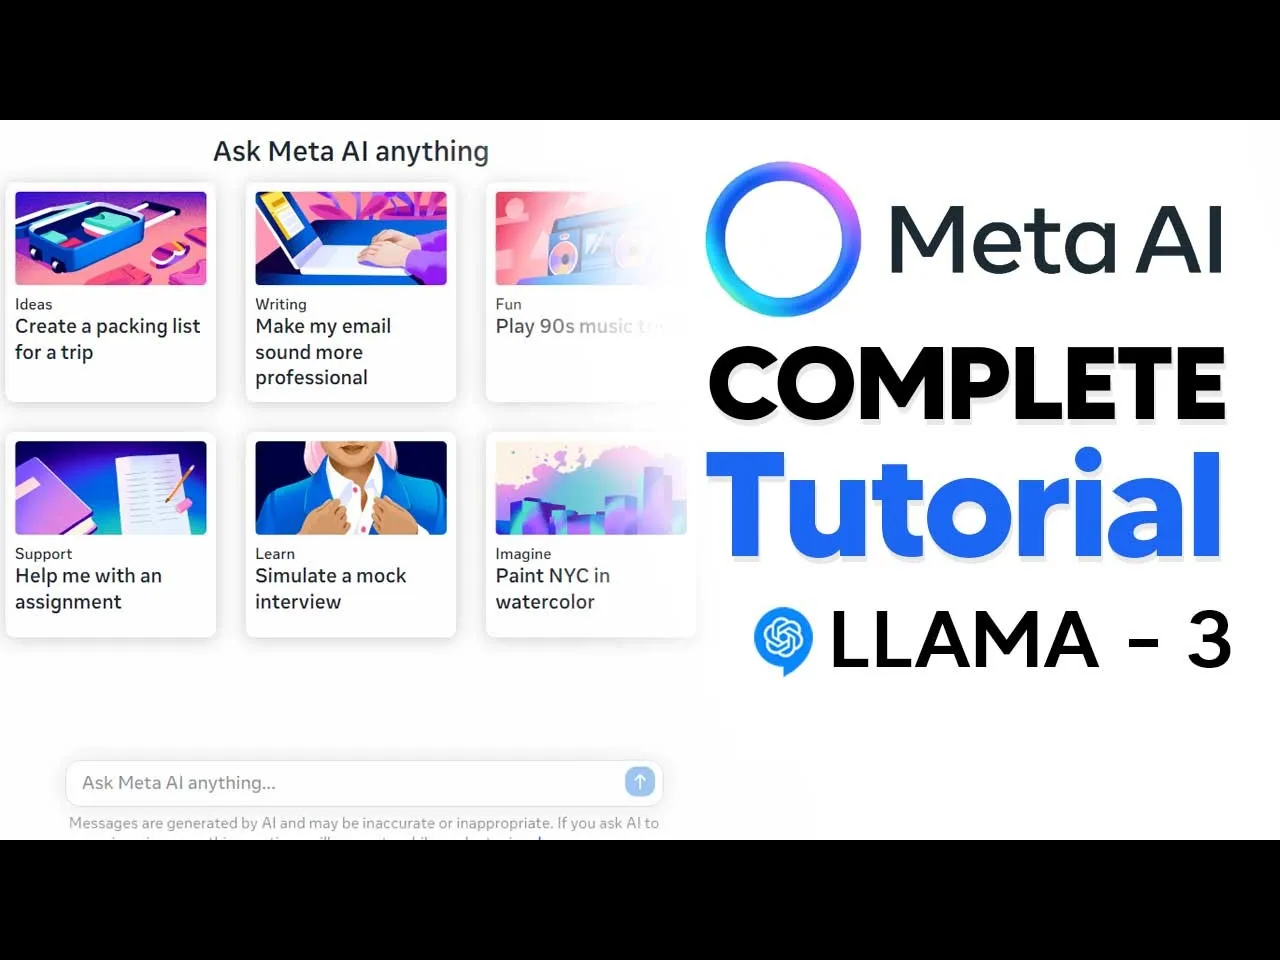 Ask Meta AI anything
Ideas
Create a packing list
for a trip
Writing
Make my email
sound more
professional
Fun
Play 90s music
Support
Help me with an
assignment
Learn
Simulate a mock
interview
Imagine
Paint NYC in
watercolor
Ask Meta AI anything...
Messages are generated by AI and may be inaccurate or inappropriate. If you ask AI to
Meta AI
COMPLETE
Tutorial
LLAMA - 3